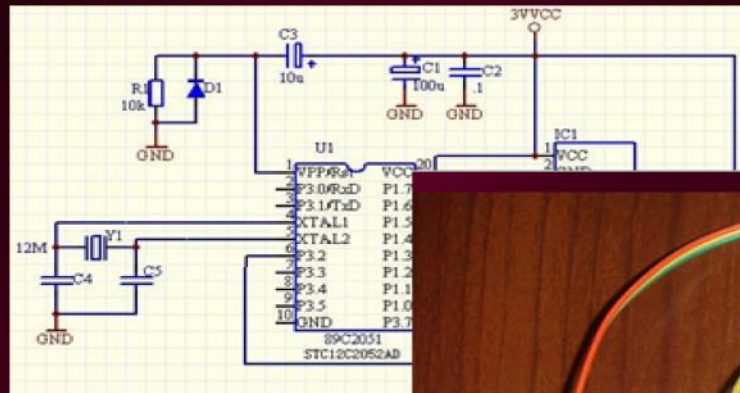 3VVCC
C3
10u
R1
10k
D1
C1
100u
C2
.1
GND
GND
GND
U1
IC1
1 VCC
2
1 VPP/Rst VCC 20
2 P3.0/RxD P1.7
3 P3.1/TxD P1.6
4 XTAL1 P1.5
5 XTAL2 P1.4
6 P3.2 P1.3
7 P3.3 P1.2
8 P3.4 P1.1
9 P3.5 P1.0
10 GND P3.7
12M
Y1
C4
C5
GND
89C2051
STC12C2052AD